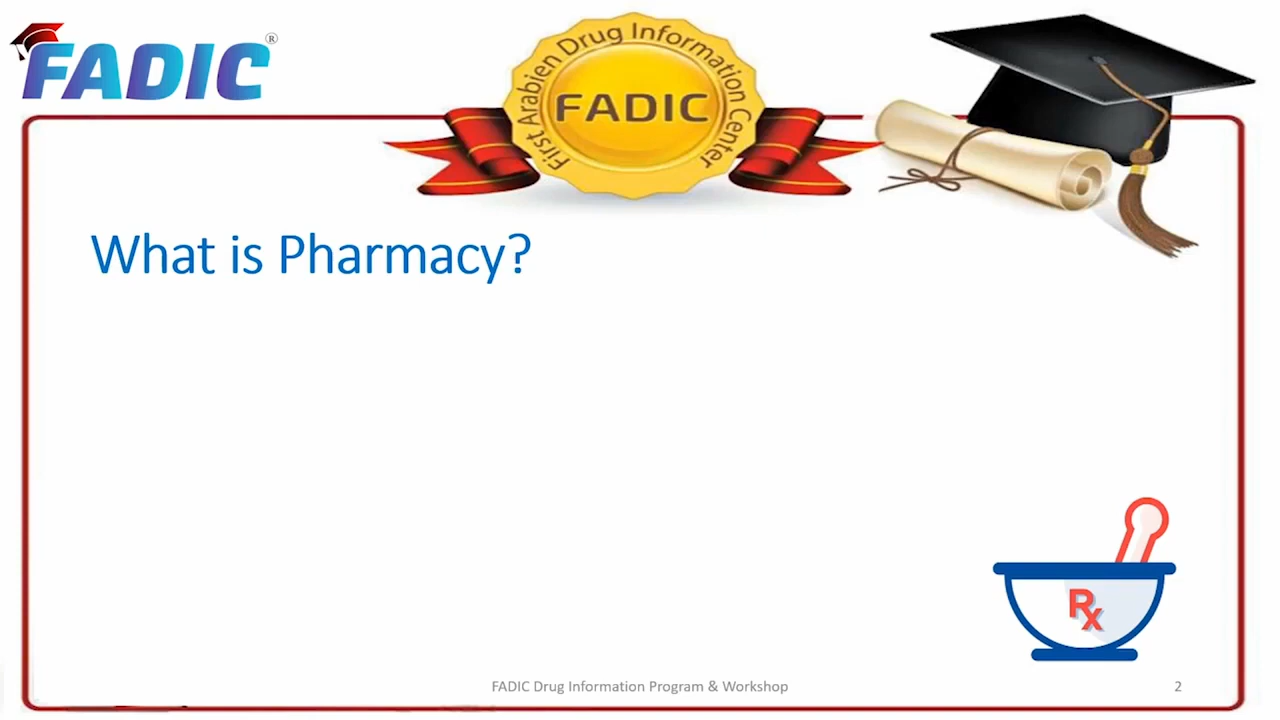 FADIC
®
First Arabien Drug Information Center
FADIC
What is Pharmacy?
Rx
FADIC Drug Information Program & Workshop
2